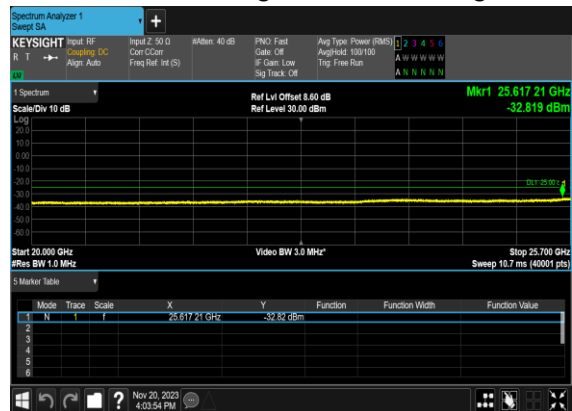 Spectrum Analyzer 1
Swept SA
+
KEYSIGHT Input: RF Input Z: 50 Ω #Atten: 40 dB PNO: Fast Avg Type: Power (RMS) 1 2 3 4 5 6
R T Coupling: DC Corr CCorr Gate: Off Avg|Hold: 100/100 A W W W W W
Align: Auto Freq Ref: Int (S) IF Gain: Low Trig: Free Run
Sig Track: Off A N N N N N
1 Spectrum Ref Lvl Offset 8.60 dB Mkr1 25.617 21 GHz
Scale/Div 10 dB Ref Level 30.00 dBm -32.819 dBm
Log
20.0
10.0
0.00
-10.0
-20.0
DL1 -25.00
-30.0
-40.0
-50.0
-60.0
Start 20.000 GHz Video BW 3.0 MHz* Stop 25.700 GHz
#Res BW 1.0 MHz Sweep 10.7 ms (40001 pts)
5 Marker Table
Mode Trace Scale X Y Function Function Width Function Value
1 N 1 f 25.617 21 GHz -32.82 dBm
2
3
4
5
6
? Nov 20, 2023
4:03:54 PM